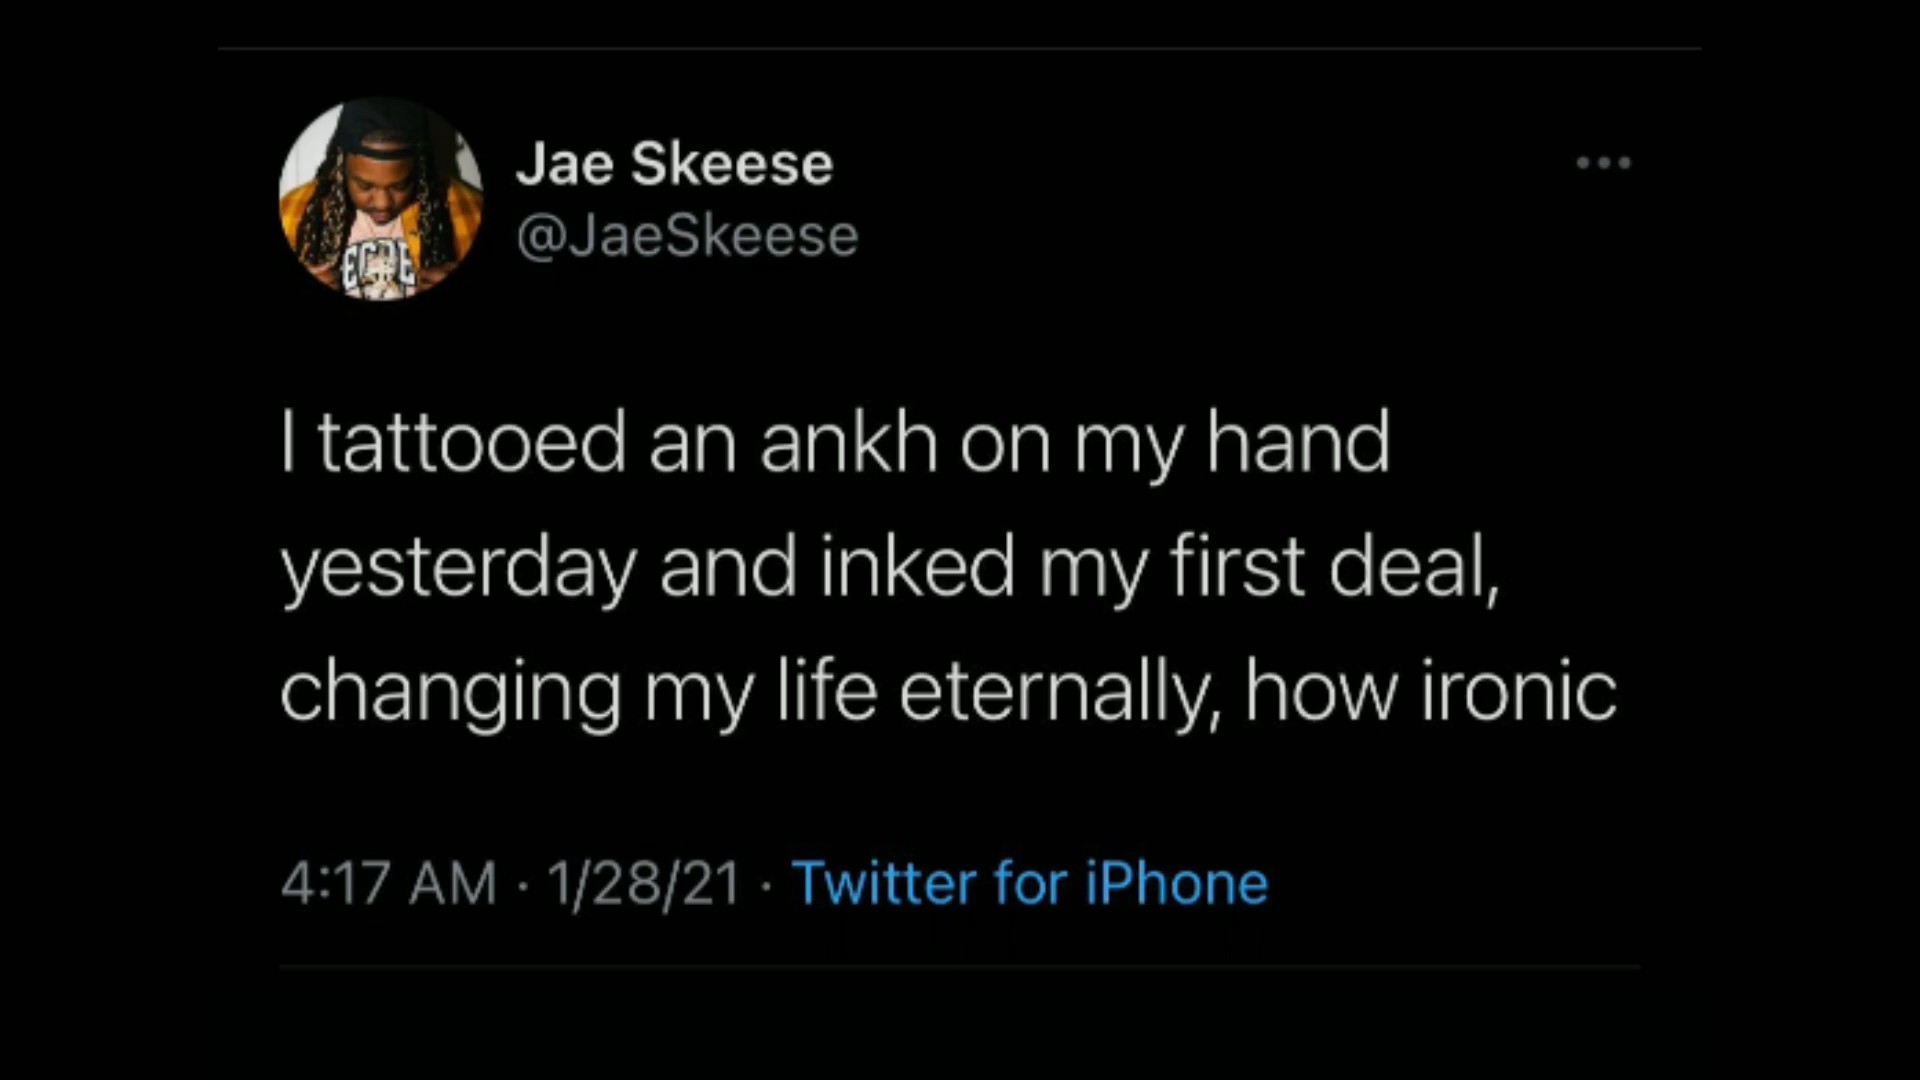 Jae Skeese
@JaeSkeese
I tattooed an ankh on my hand
yesterday and inked my first deal,
changing my life eternally, how ironic
4:17 AM · 1/28/21 · Twitter for iPhone